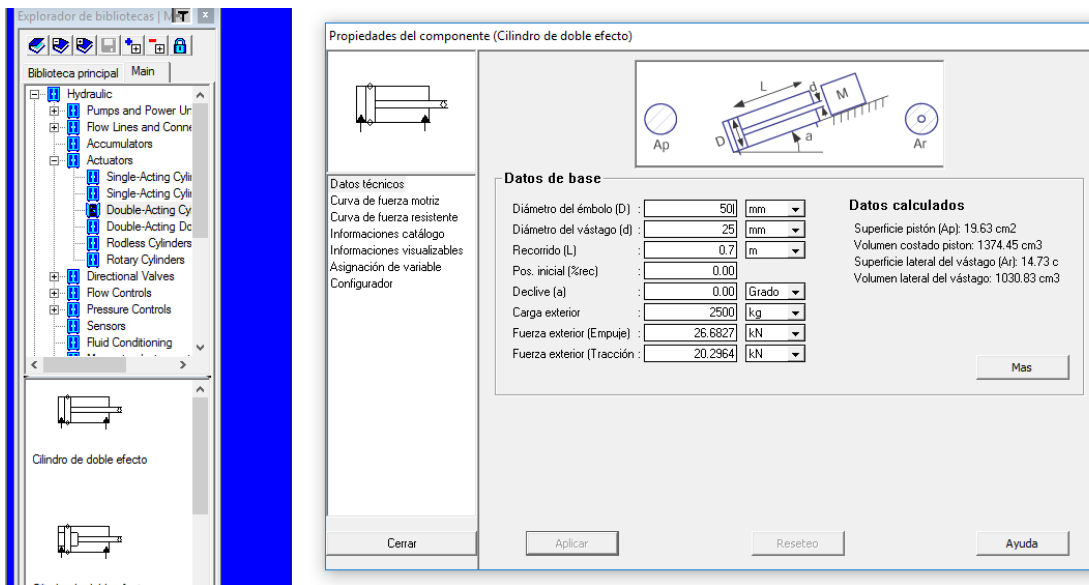 Explorador de bibliotecas | M
Biblioteca principal Main
Hydraulic
Pumps and Power Un
Flow Lines and Conne
Accumulators
Actuators
Single-Acting Cylir
Single-Acting Cylir
Double-Acting Cy
Double-Acting Do
Rodless Cylinders
Rotary Cylinders
Directional Valves
Flow Controls
Pressure Controls
Sensors
Fluid Conditioning
Cilindro de doble efecto
Propiedades del componente (Cilindro de doble efecto)
Datos técnicos
Curva de fuerza motriz
Curva de fuerza resistente
Informaciones catálogo
Informaciones visualizables
Asignación de variable
Configurador
Cerrar
Ap D L d M a Ar
Datos de base
Diámetro del émbolo (D) : 50 mm
Diámetro del vástago (d) : 25 mm
Recorrido (L) : 0.7 m
Pos. inicial (%rec) : 0.00
Declive (a) : 0.00 Grado
Carga exterior : 2500 kg
Fuerza exterior (Empuje) : 26.6827 kN
Fuerza exterior (Tracción : 20.2964 kN
Datos calculados
Superficie pistón (Ap): 19.63 cm2
Volumen costado piston: 1374.45 cm3
Superficie lateral del vástago (Ar): 14.73 c
Volumen lateral del vástago: 1030.83 cm3
Mas
Aplicar
Reseteo
Ayuda